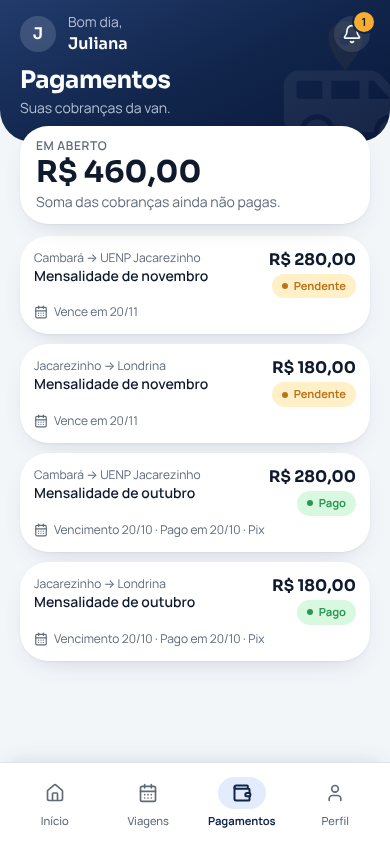 J
Bom dia,
Juliana
1
Pagamentos
Suas cobranças da van.
EM ABERTO
R$ 460,00
Soma das cobranças ainda não pagas.
Cambará → UENP Jacarezinho
R$ 280,00
Mensalidade de novembro
Pendente
Vence em 20/11
Jacarezinho → Londrina
R$ 180,00
Mensalidade de novembro
Pendente
Vence em 20/11
Cambará → UENP Jacarezinho
R$ 280,00
Mensalidade de outubro
Pago
Vencimento 20/10 · Pago em 20/10 · Pix
Jacarezinho → Londrina
R$ 180,00
Mensalidade de outubro
Pago
Vencimento 20/10 · Pago em 20/10 · Pix
Início
Viagens
Pagamentos
Perfil